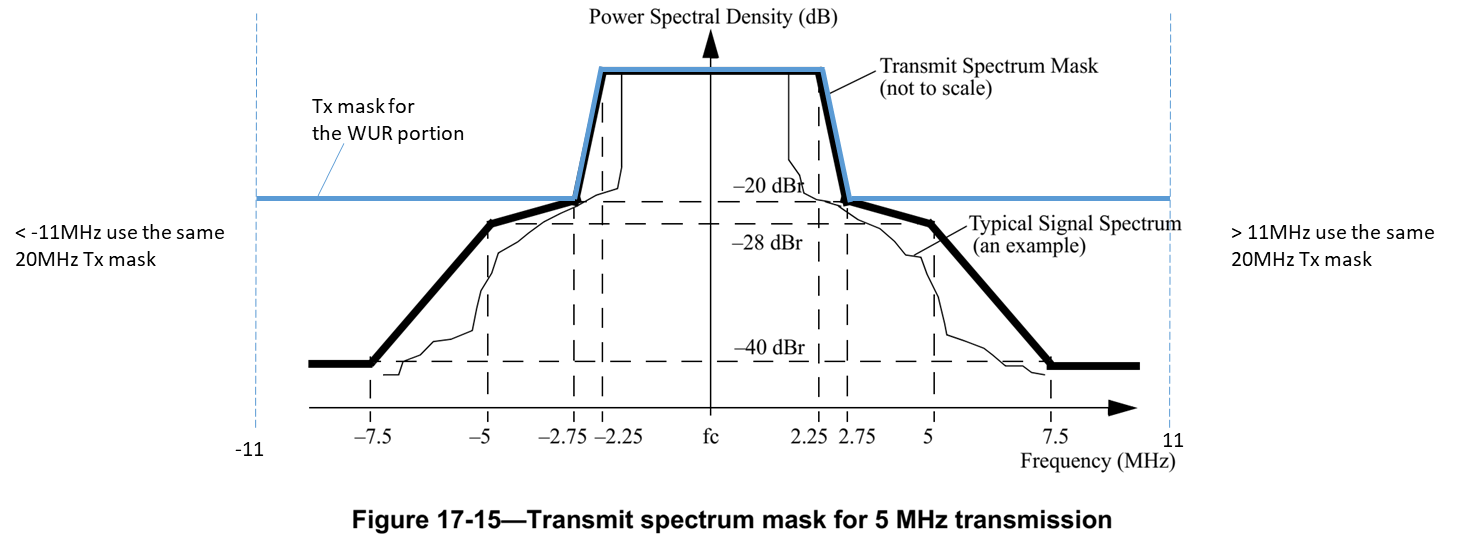 Power Spectral Density (dB)
Transmit Spectrum Mask
(not to scale)
Tx mask for
the WUR portion
–20 dBr
< -11MHz use the same
20MHz Tx mask
–28 dBr
Typical Signal Spectrum
(an example)
> 11MHz use the same
20MHz Tx mask
–40 dBr
-11
–7.5
–5
–2.75
–2.25
fc
2.25
2.75
5
7.5
11
Frequency (MHz)
Figure 17-15—Transmit spectrum mask for 5 MHz transmission